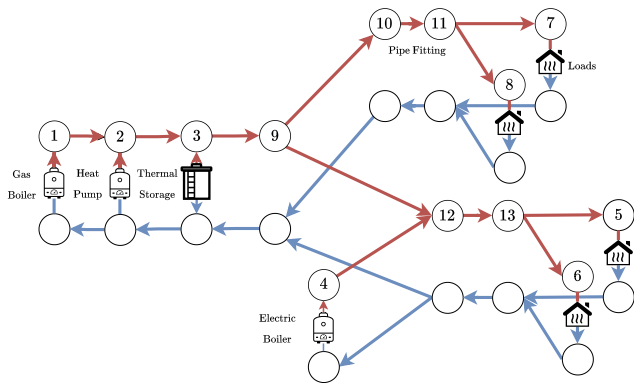 10
11
7
Pipe Fitting
Loads
8
1
2
3
9
Gas
Boiler
Heat
Pump
Thermal
Storage
12
13
5
4
6
Electric
Boiler